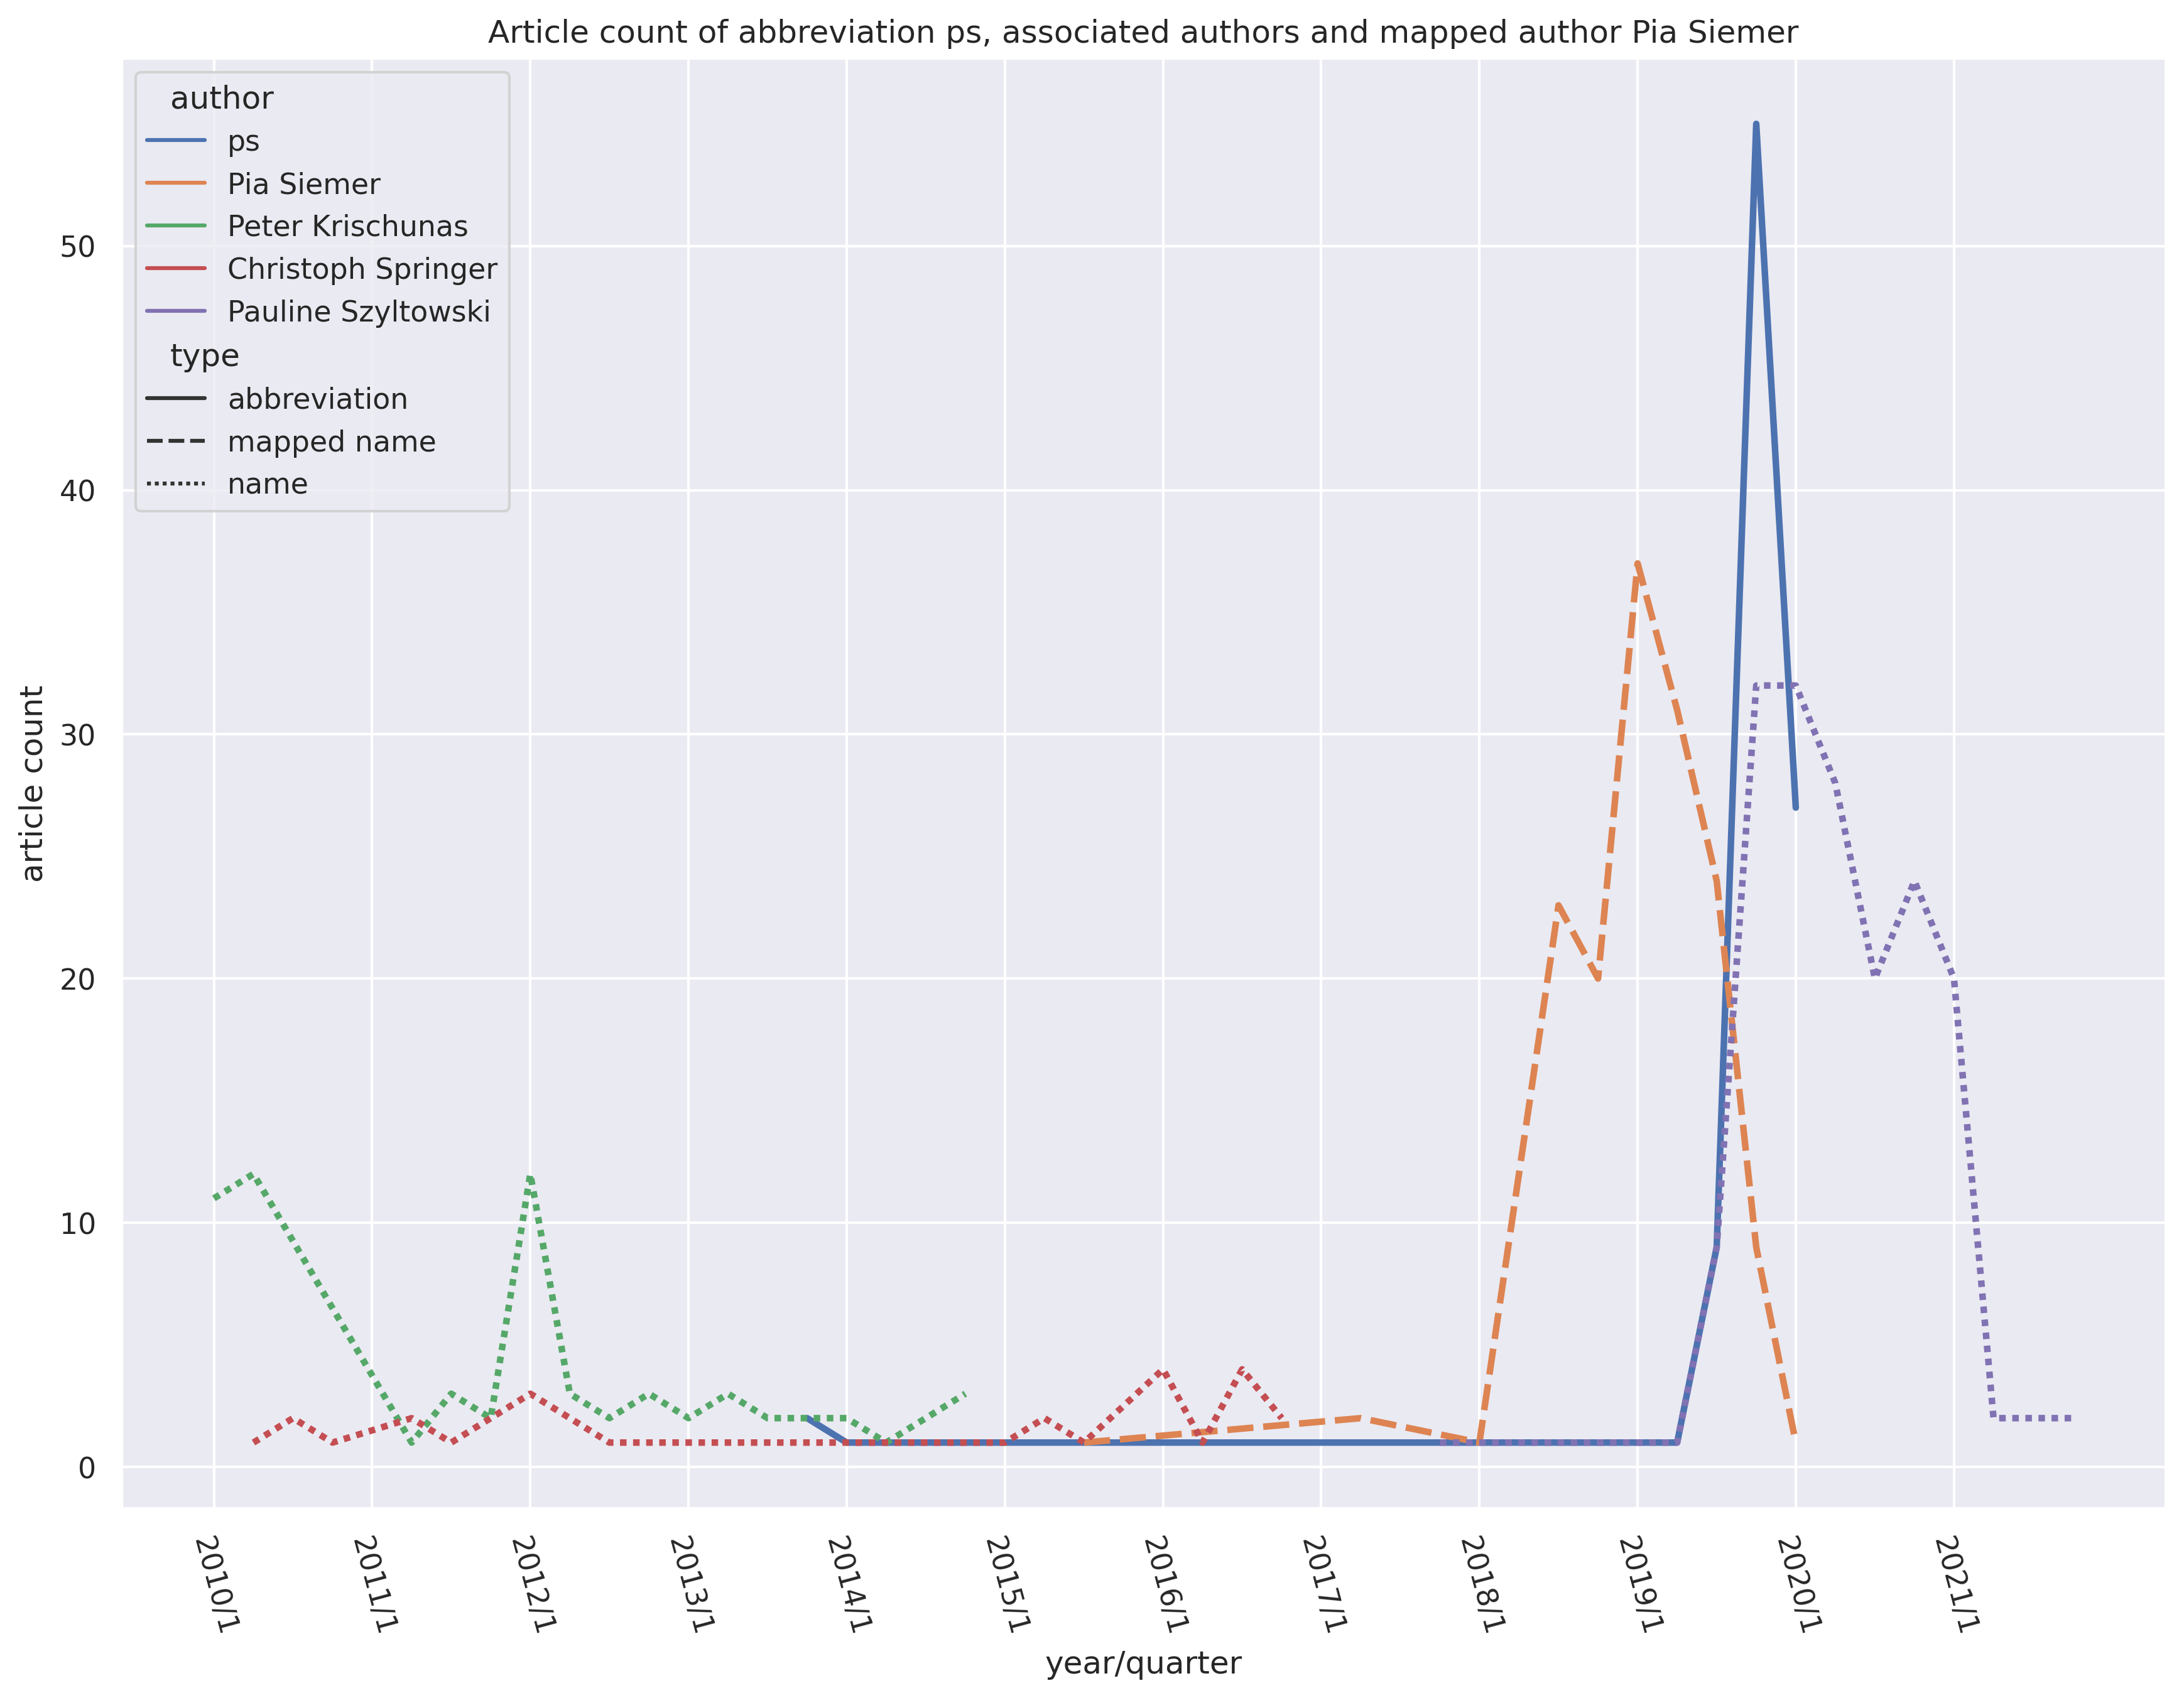 Article count of abbreviation ps, associated authors and mapped author Pia Siemer
author
ps
Pia Siemer
Peter Krischunas
Christoph Springer
Pauline Szyltowski
type
abbreviation
mapped name
name
article count
50
40
30
20
10
0
2010/1
2011/1
2012/1
2013/1
2014/1
2015/1
2016/1
2017/1
2018/1
2019/1
2020/1
2021/1
year/quarter